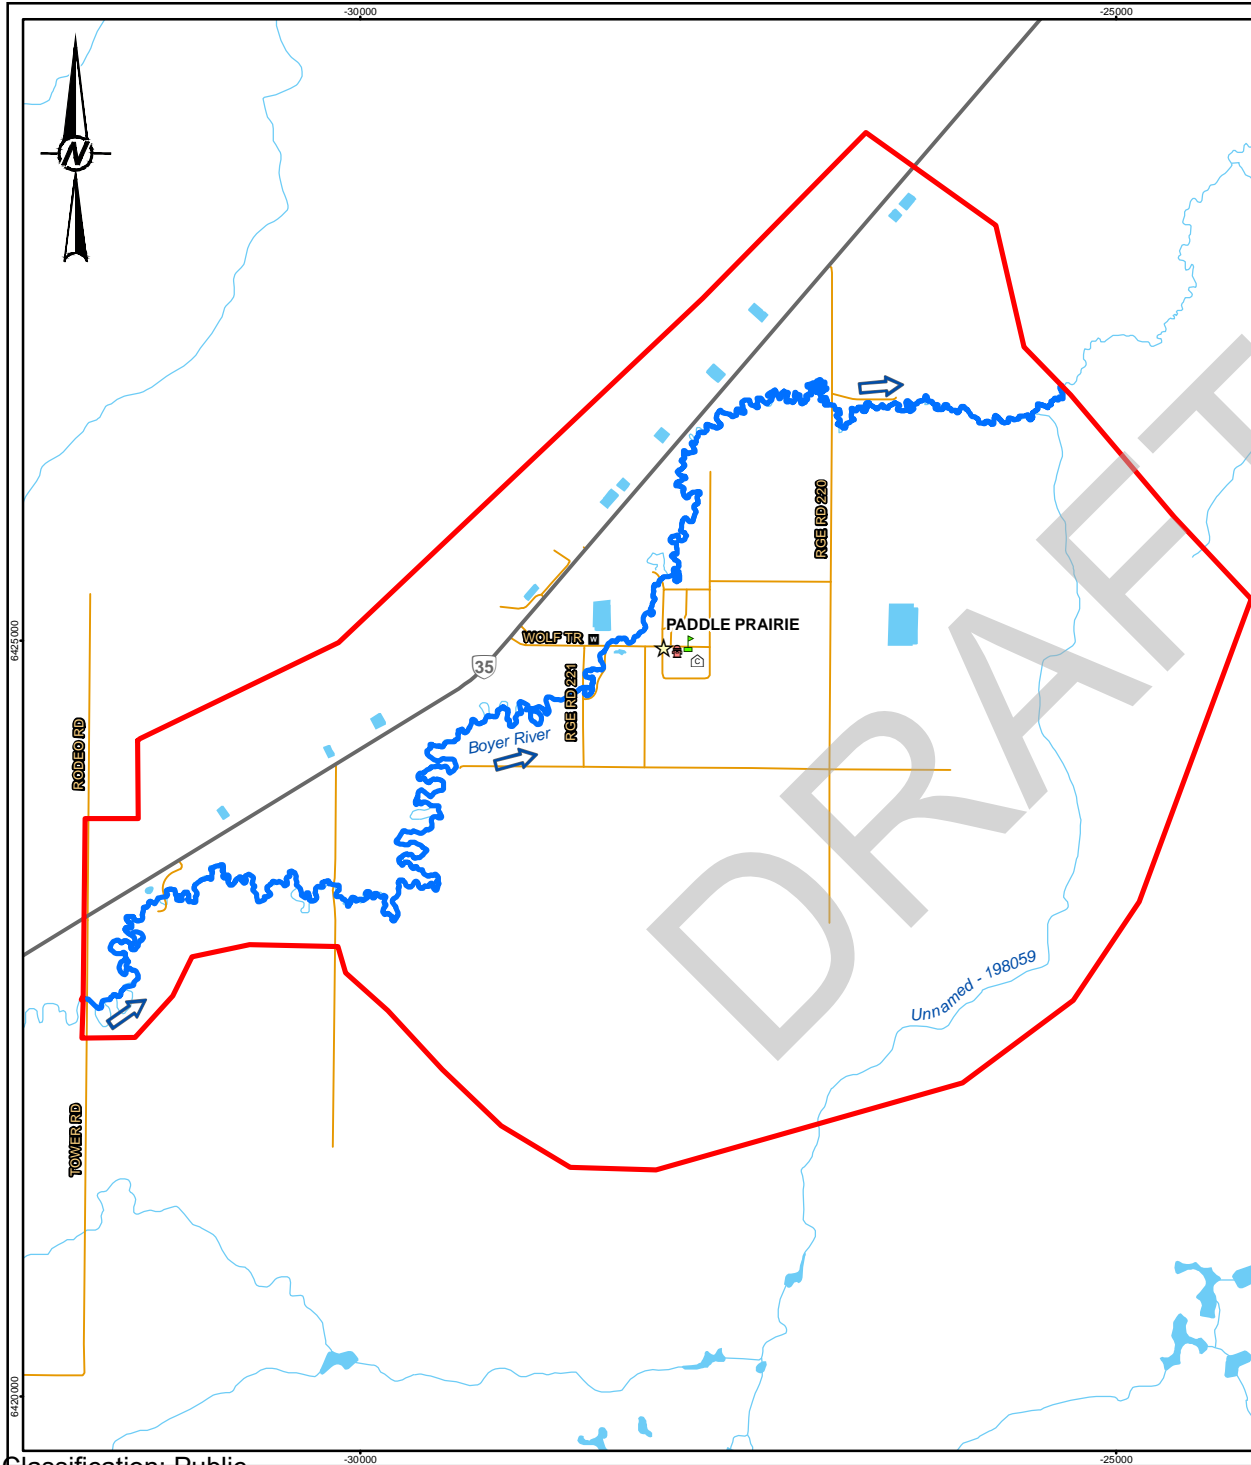 -30000
-25000
N
RGE RD 220
6425000
PADDLE PRAIRIE
WOLF TR
W
C
35
RGE RD 221
RODEO RD
Boyer River
DRAFT
Unnamed - 198059
TOWER RD
6420000
-30000
-25000
Classification: Public